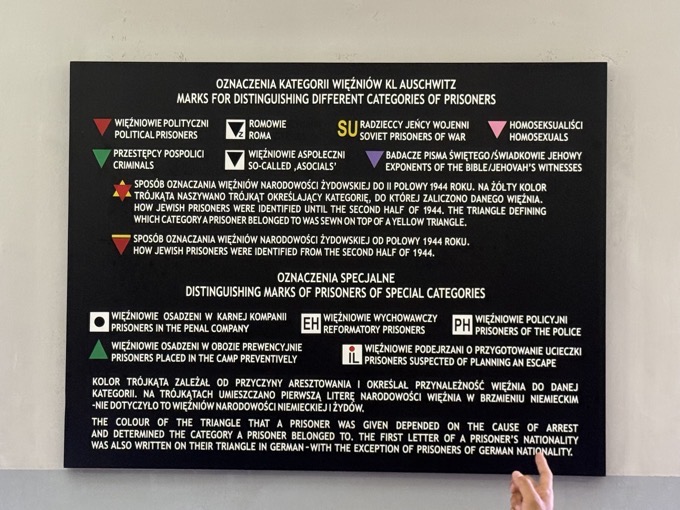 OZNACZENIA KATEGORII WIĘŹNIÓW KL AUSCHWITZ
MARKS FOR DISTINGUISHING DIFFERENT CATEGORIES OF PRISONERS
WIĘŹNIOWIE POLITYCZNI
POLITICAL PRISONERS
Z
ROMOWIE
ROMA
SU
RADZIECCY JEŃCY WOJENNI
SOVIET PRISONERS OF WAR
HOMOSEKSUALIŚCI
HOMOSEXUALS
PRZESTĘPCY POSPOLICI
CRIMINALS
WIĘŹNIOWIE ASPOŁECZNI
SO-CALLED ,ASOCIALS'
BADACZE PISMA ŚWIĘTEGO/ŚWIADKOWIE JEHOWY
EXPONENTS OF THE BIBLE/JEHOVAH'S WITNESSES
SPOSÓB OZNACZANIA WIĘŹNIÓW NARODOWOŚCI ŻYDOWSKIEJ DO II POŁOWY 1944 ROKU. NA ŻÓŁTY KOLOR
TRÓJKĄTA NASZYWANO TRÓJKĄT OKREŚLAJĄCY KATEGORIĘ, DO KTÓREJ ZALICZONO DANEGO WIĘŹNIA.
HOW JEWISH PRISONERS WERE IDENTIFIED UNTIL THE SECOND HALF OF 1944. THE TRIANGLE DEFINING
WHICH CATEGORY A PRISONER BELONGED TO WAS SEWN ON TOP OF A YELLOW TRIANGLE.
SPOSÓB OZNACZANIA WIĘŹNIÓW NARODOWOŚCI ŻYDOWSKIEJ OD POŁOWY 1944 ROKU.
HOW JEWISH PRISONERS WERE IDENTIFIED FROM THE SECOND HALF OF 1944.
OZNACZENIA SPECJALNE
DISTINGUISHING MARKS OF PRISONERS OF SPECIAL CATEGORIES
WIĘŹNIOWIE OSADZENI W KARNEJ KOMPANII
PRISONERS IN THE PENAL COMPANY
EH
WIĘŹNIOWIE WYCHOWAWCZY
REFORMATORY PRISONERS
PH
WIĘŹNIOWIE POLICYJNI
PRISONERS OF THE POLICE
WIĘŹNIOWIE OSADZENI W OBOZIE PREWENCYJNIE
PRISONERS PLACED IN THE CAMP PREVENTIVELY
iL
WIĘŹNIOWIE PODEJRZANI O PRZYGOTOWANIE UCIECZKI
PRISONERS SUSPECTED OF PLANNING AN ESCAPE
KOLOR TRÓJKĄTA ZALEŻAŁ OD PRZYCZYNY ARESZTOWANIA I OKREŚLAŁ PRZYNALEŻNOŚĆ WIĘŹNIA DO DANEJ
KATEGORII. NA TRÓJKĄTACH UMIESZCZANO PIERWSZĄ LITERĘ NARODOWOŚCI WIĘŹNIA W BRZMIENIU NIEMIECKIM
-NIE DOTYCZYŁO TO WIĘŹNIÓW NARODOWOŚCI NIEMIECKIEJ I ŻYDÓW.
THE COLOUR OF THE TRIANGLE THAT A PRISONER WAS GIVEN DEPENDED ON THE CAUSE OF ARREST
AND DETERMINED THE CATEGORY A PRISONER BELONGED TO. THE FIRST LETTER OF A PRISONER'S NATIONALITY
WAS ALSO WRITTEN ON THEIR TRIANGLE IN GERMAN-WITH THE EXCEPTION OF PRISONERS OF GERMAN NATIONALITY.